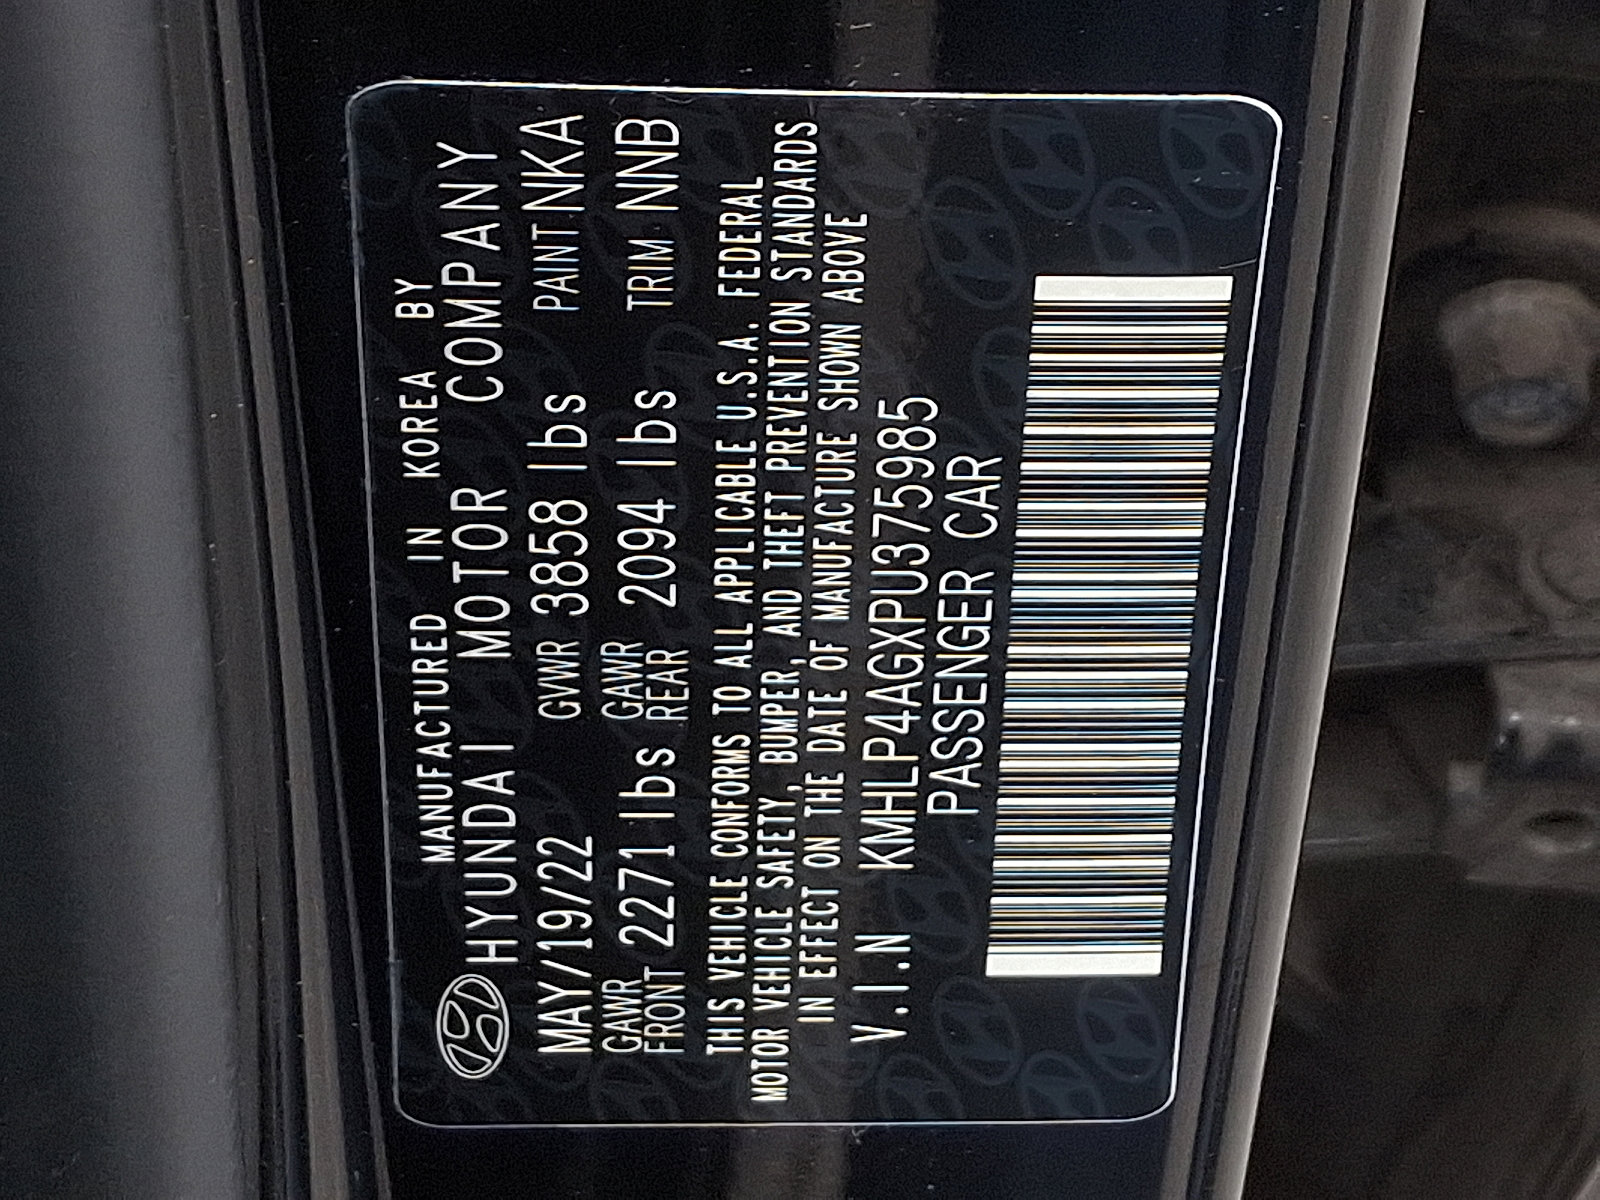 MANUFACTURED IN KOREA BY
HYUNDAI MOTOR COMPANY
MAY/19/22 GVWR 3858 lbs PAINT NKA
GAWR FRONT 2271 lbs GAWR REAR 2094 lbs TRIM NNB
THIS VEHICLE CONFORMS TO ALL APPLICABLE U.S.A. FEDERAL
MOTOR VEHICLE SAFETY, BUMPER, AND THEFT PREVENTION STANDARDS
IN EFFECT ON THE DATE OF MANUFACTURE SHOWN ABOVE
V.I.N KMHLP4AGXPU375985
PASSENGER CAR